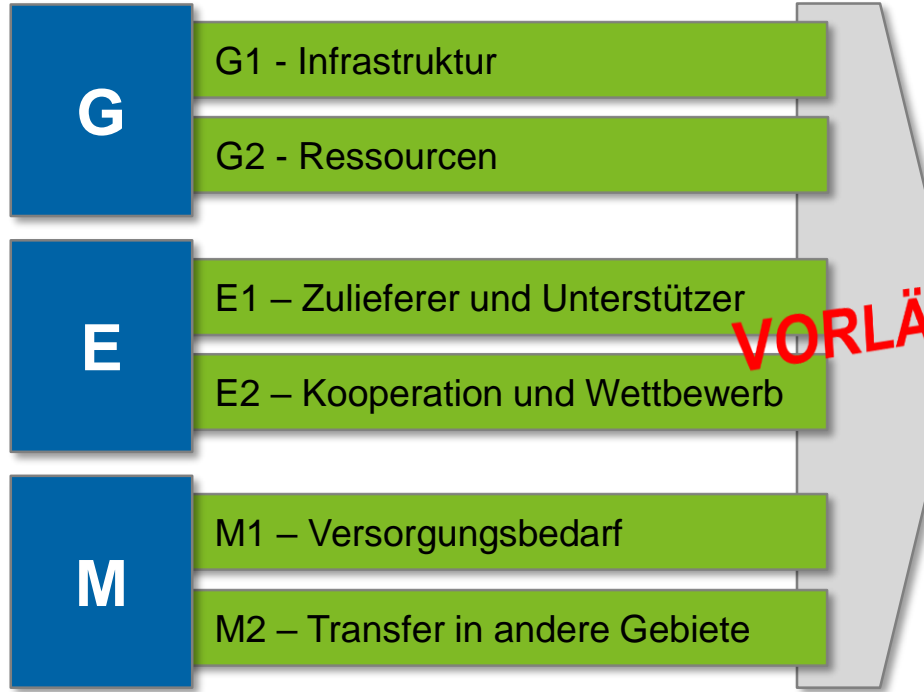 G
G1 - Infrastruktur
G2 - Ressourcen
E
E1 – Zulieferer und Unterstützer
E2 – Kooperation und Wettbewerb
VORLÄ
M
M1 – Versorgungsbedarf
M2 – Transfer in andere Gebiete